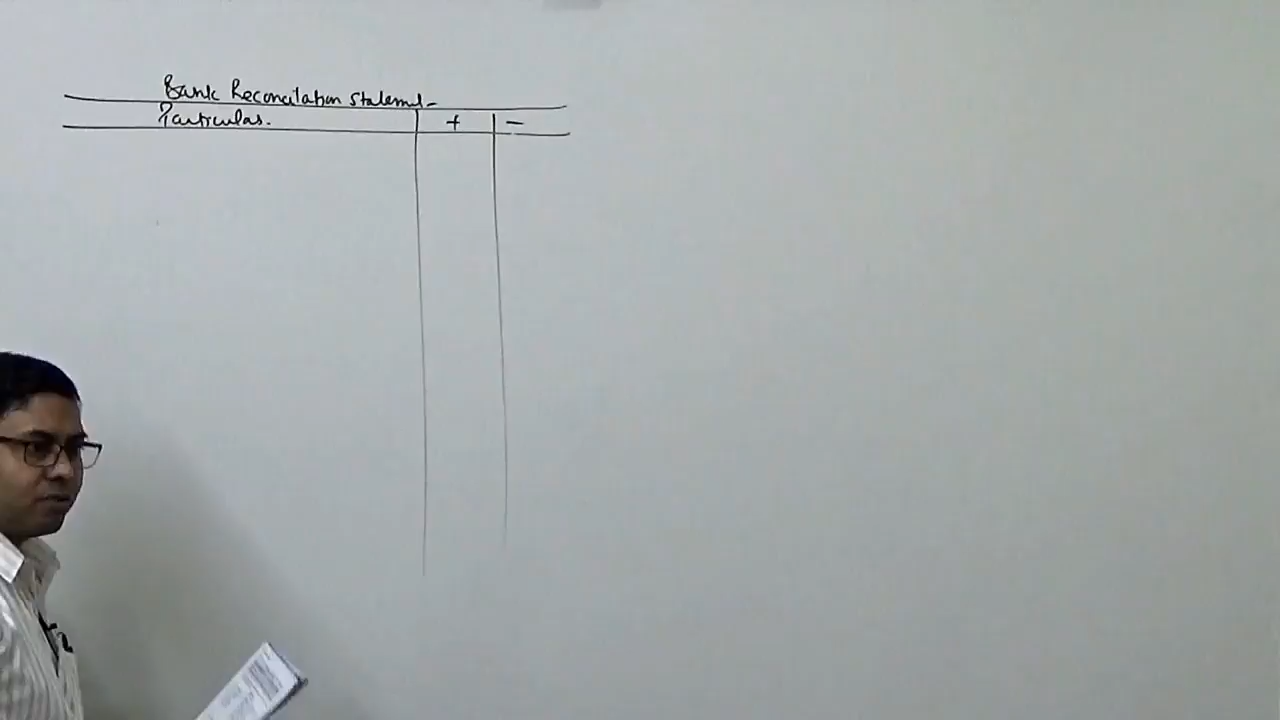 Bank Reconcilation Statement
Particulas. + -